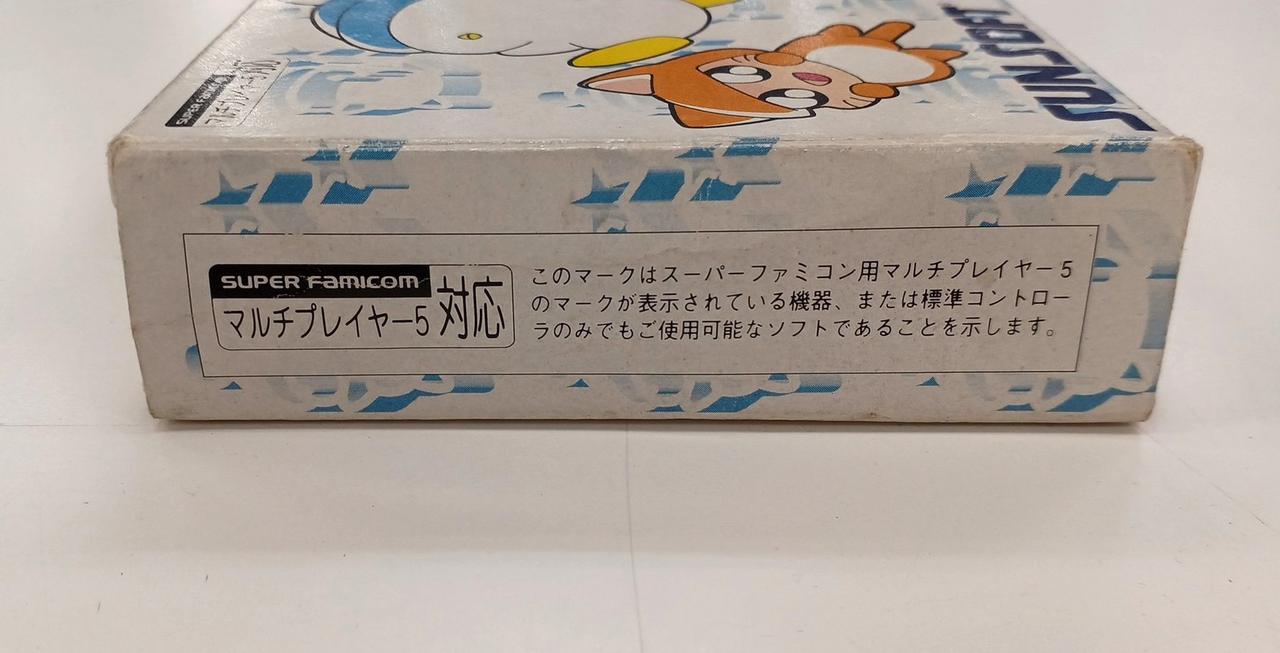 SUNSOFT
SUPER FAMICOM
マルチプレイヤー5 対応
このマークはスーパーファミコン用マルチプレイヤー5
のマークが表示されている機器、または標準コントロー
ラのみでもご使用可能なソフトであることを示します。